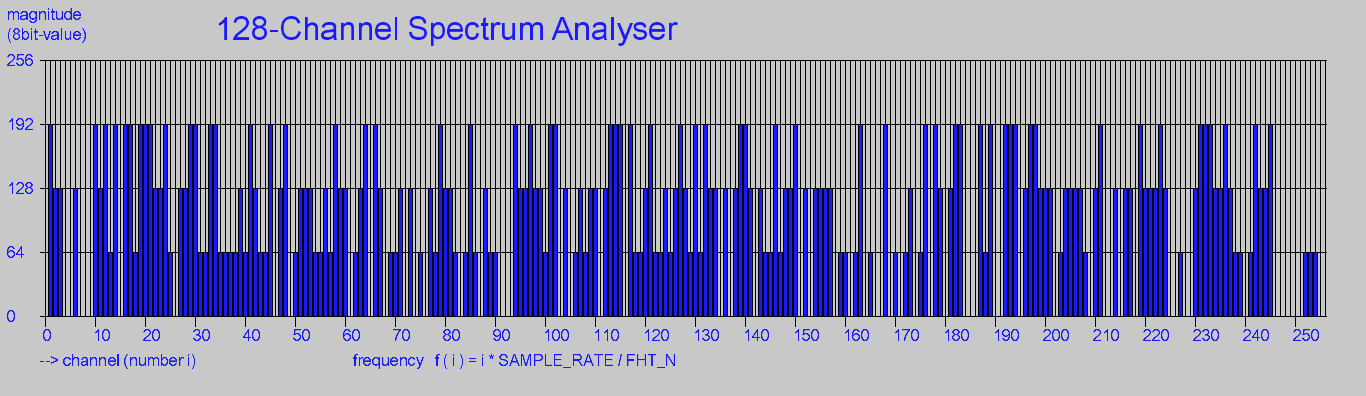 magnitude
(8bit-value)
128-Channel Spectrum Analyser
256
192
128
64
0
0 10 20 30 40 50 60 70 80 90 100 110 120 130 140 150 160 170 180 190 200 210 220 230 240 250
--> channel (number i) frequency f ( i ) = i * SAMPLE_RATE / FHT_N